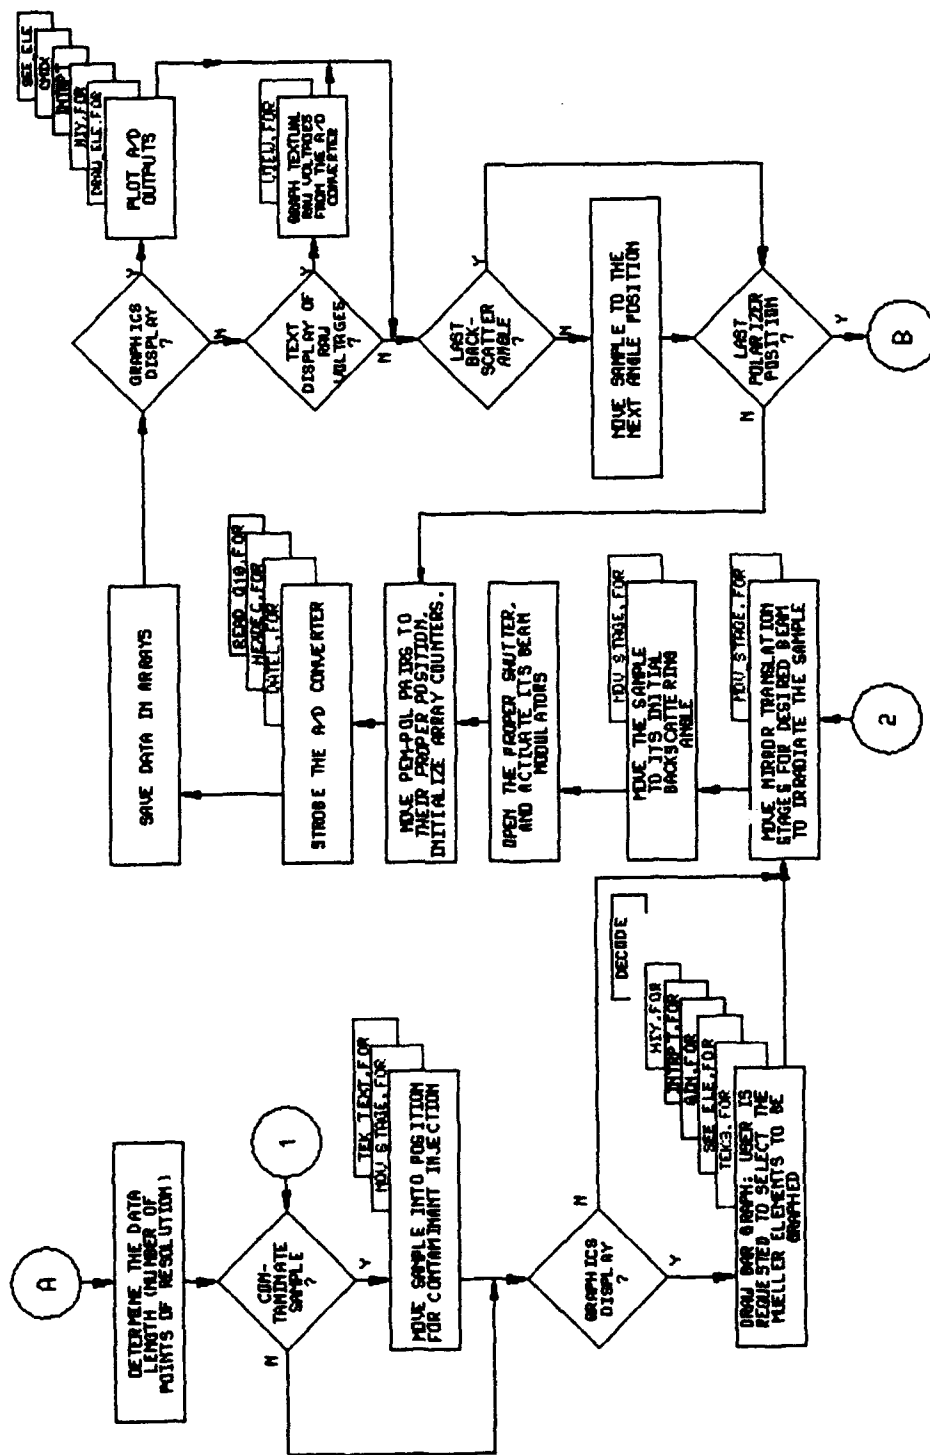 A
DETERMINE THE DATA
LENGTH (NUMBER OF
POINTS OF RESOLUTION)
1
CON-
TAMINATE
SAMPLE
?
N
Y
TEK TEXT.FOR
MOV STAGE.FOR
MOVE SAMPLE INTO POSITION
FOR CONTAMINANT INJECTION
GRAPHICS
DISPLAY
?
N
Y
DECODE
INTRPT.FOR
SEE ELE.FOR
DRAW BAR GRAPH: USER IS
REQUESTED TO SELECT THE
MUELLER ELEMENTS TO BE
GRAPHED
2
MOV STAGE.FOR
MOVE MIRROR TRANSLATION
STAGES FOR DESIRED BEAM
TO IRRADIATE THE SAMPLE
MOV STAGE.FOR
MOVE THE SAMPLE
TO ITS INITIAL
BACKSCATTERING
ANGLE
OPEN THE PROPER SHUTTER,
AND ACTIVATE ITS BEAM
MODULATORS
MOVE PEM-POL PAIRS TO
THEIR PROPER POSITION.
INITIALIZE ARRAY COUNTERS.
HEXDEC.FOR
DATEL.FOR
STROBE THE A/D CONVERTER
SAVE DATA IN ARRAYS
GRAPHICS
DISPLAY
?
Y
N
SEE ELE
DRAW ELE.FOR
PLOT A/D
OUTPUTS
TEXT
DISPLAY OF
RAW
VOLTAGES
?
Y
N
VIEW.FOR
GRAPH TEXTUAL
RAW VOLTAGES
FROM THE A/D
CONVERTER
LAST
BACK-
SCATTER
ANGLE
?
Y
N
MOVE SAMPLE TO THE
NEXT ANGLE POSITION
LAST
POLARIZER
POSITION
?
N
Y
B